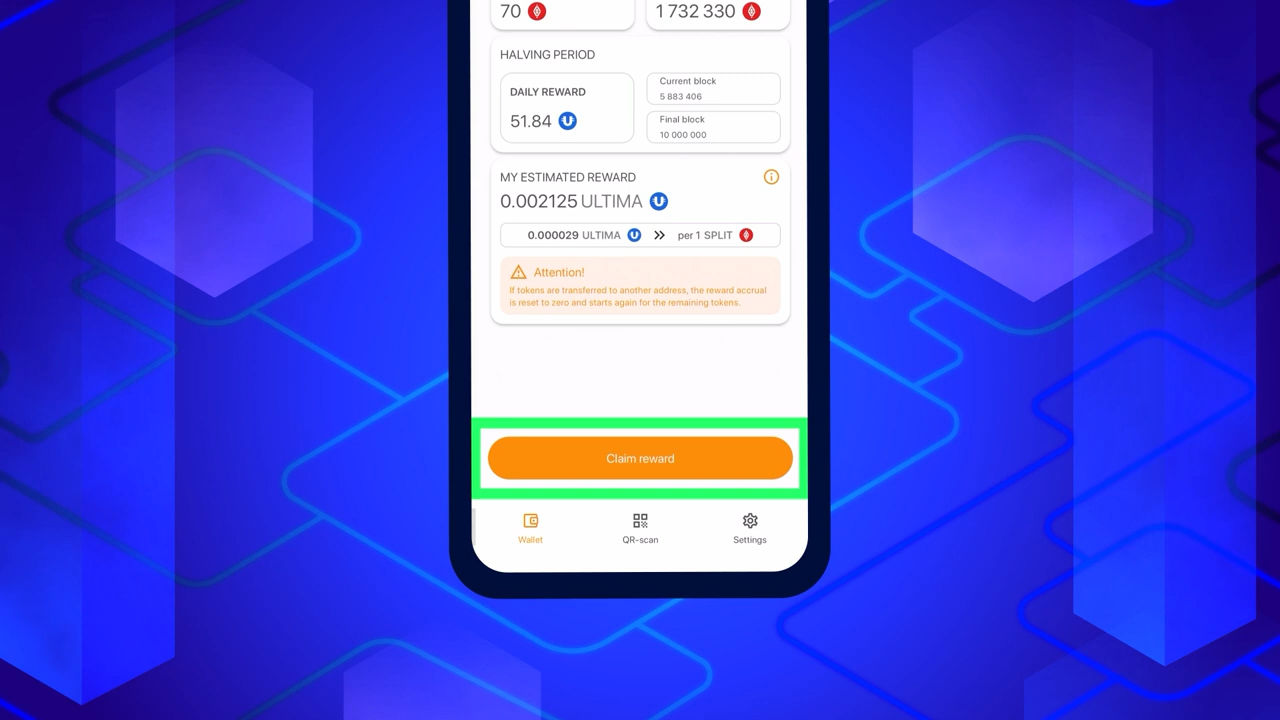 70
1 732 330
HALVING PERIOD
DAILY REWARD
51.84
Current block
5 883 406
Final block
10 000 000
MY ESTIMATED REWARD
0.002125 ULTIMA
0.000029 ULTIMA per 1 SPLIT
Attention!
If tokens are transferred to another address, the reward accrual
is reset to zero and starts again for the remaining tokens.
Claim reward
Wallet
QR-scan
Settings